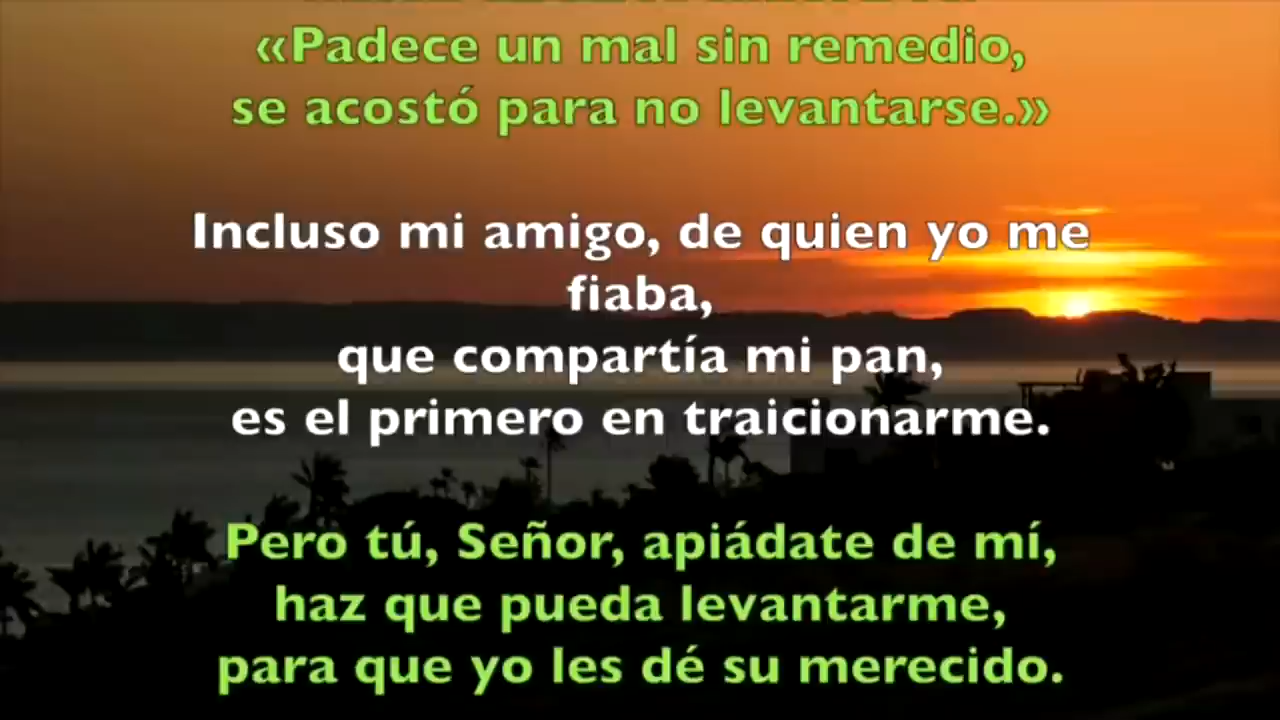 «Padece un mal sin remedio,
se acostó para no levantarse.»
Incluso mi amigo, de quien yo me
fiaba,
que compartía mi pan,
es el primero en traicionarme.
Pero tú, Señor, apiádate de mí,
haz que pueda levantarme,
para que yo les dé su merecido.